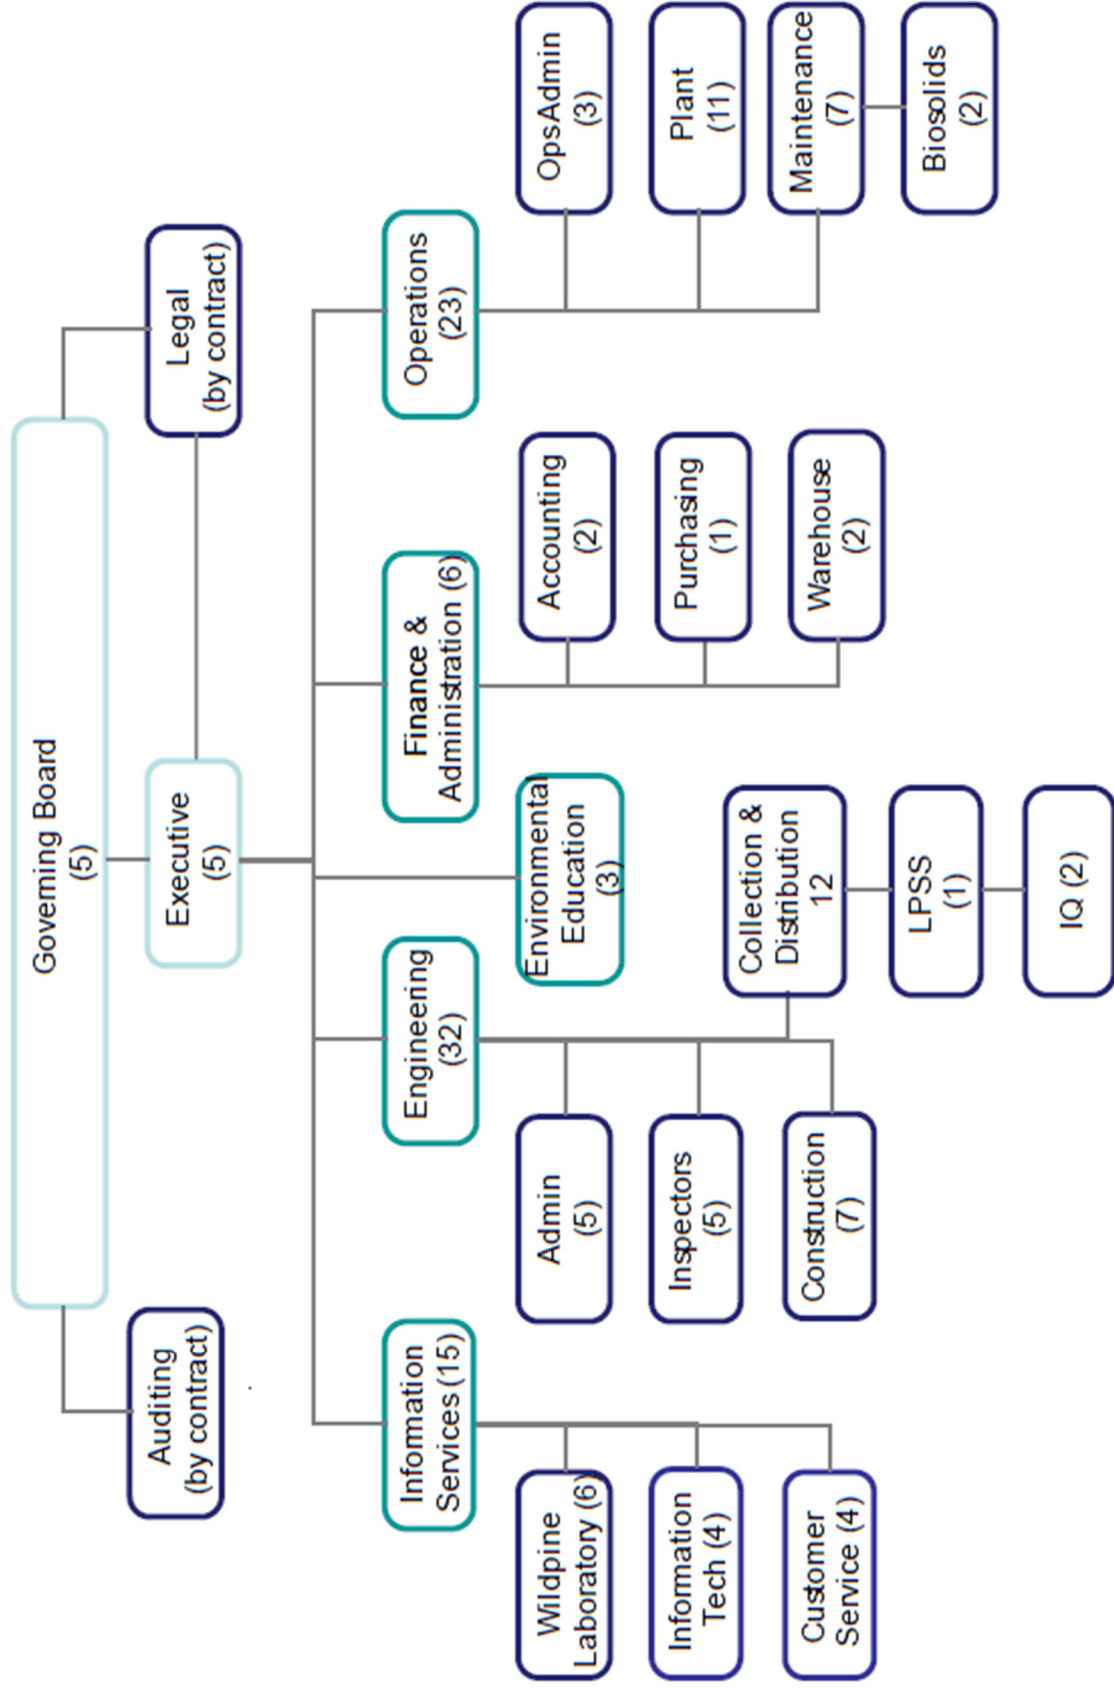 Governing Board
(5)
Auditing
(by contract)
Executive
(5)
Legal
(by contract)
Information
Services (15)
Engineering
(32)
Finance &
Administration (6)
Operations
(23)
Wildpine
Laboratory (6)
Information
Tech (4)
Customer
Service (4)
Admin
(5)
Inspectors
(5)
Construction
(7)
Environmental
Education
(3)
Collection &
Distribution
12
LPSS
(1)
IQ (2)
Accounting
(2)
Purchasing
(1)
Warehouse
(2)
OpsAdmin
(3)
Plant
(11)
Maintenance
(7)
Biosolids
(2)